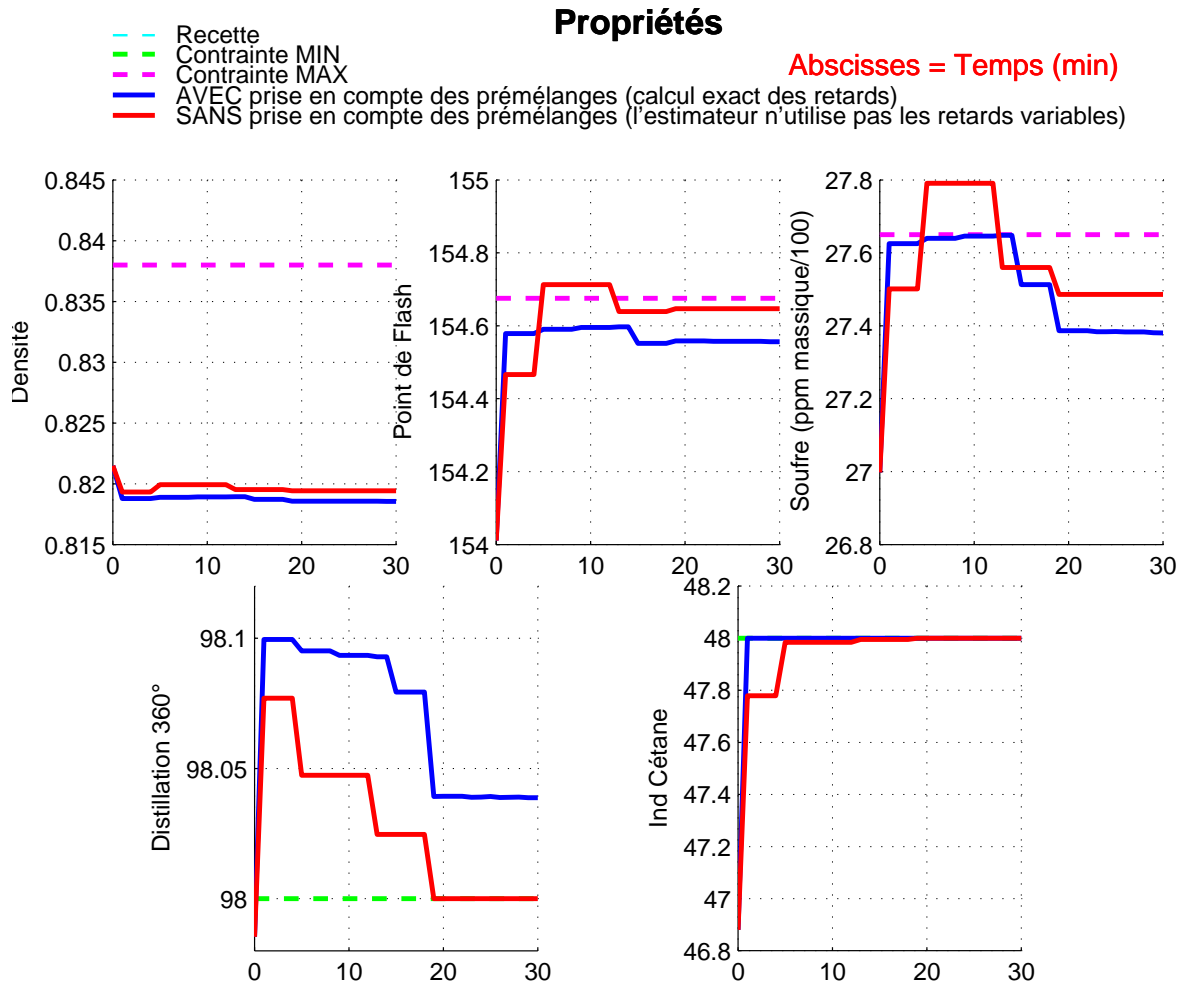 Propriétés
Recette
Contrainte MIN
Contrainte MAX
Abscisses = Temps (min)
AVEC prise en compte des prémélanges (calcul exact des retards)
SANS prise en compte des prémélanges (l'estimateur n'utilise pas les retards variables)
Densité
0.845
0.84
0.835
0.83
0.825
0.82
0.815
0 10 20 30
Point de Flash
155
154.8
154.6
154.4
154.2
154
0 10 20 30
Soufre (ppm massique/100)
27.8
27.6
27.4
27.2
27
26.8
0 10 20 30
Distillation 360°
98.1
98.05
98
0 10 20 30
Ind Cétane
48.2
48
47.8
47.6
47.4
47.2
47
46.8
0 10 20 30